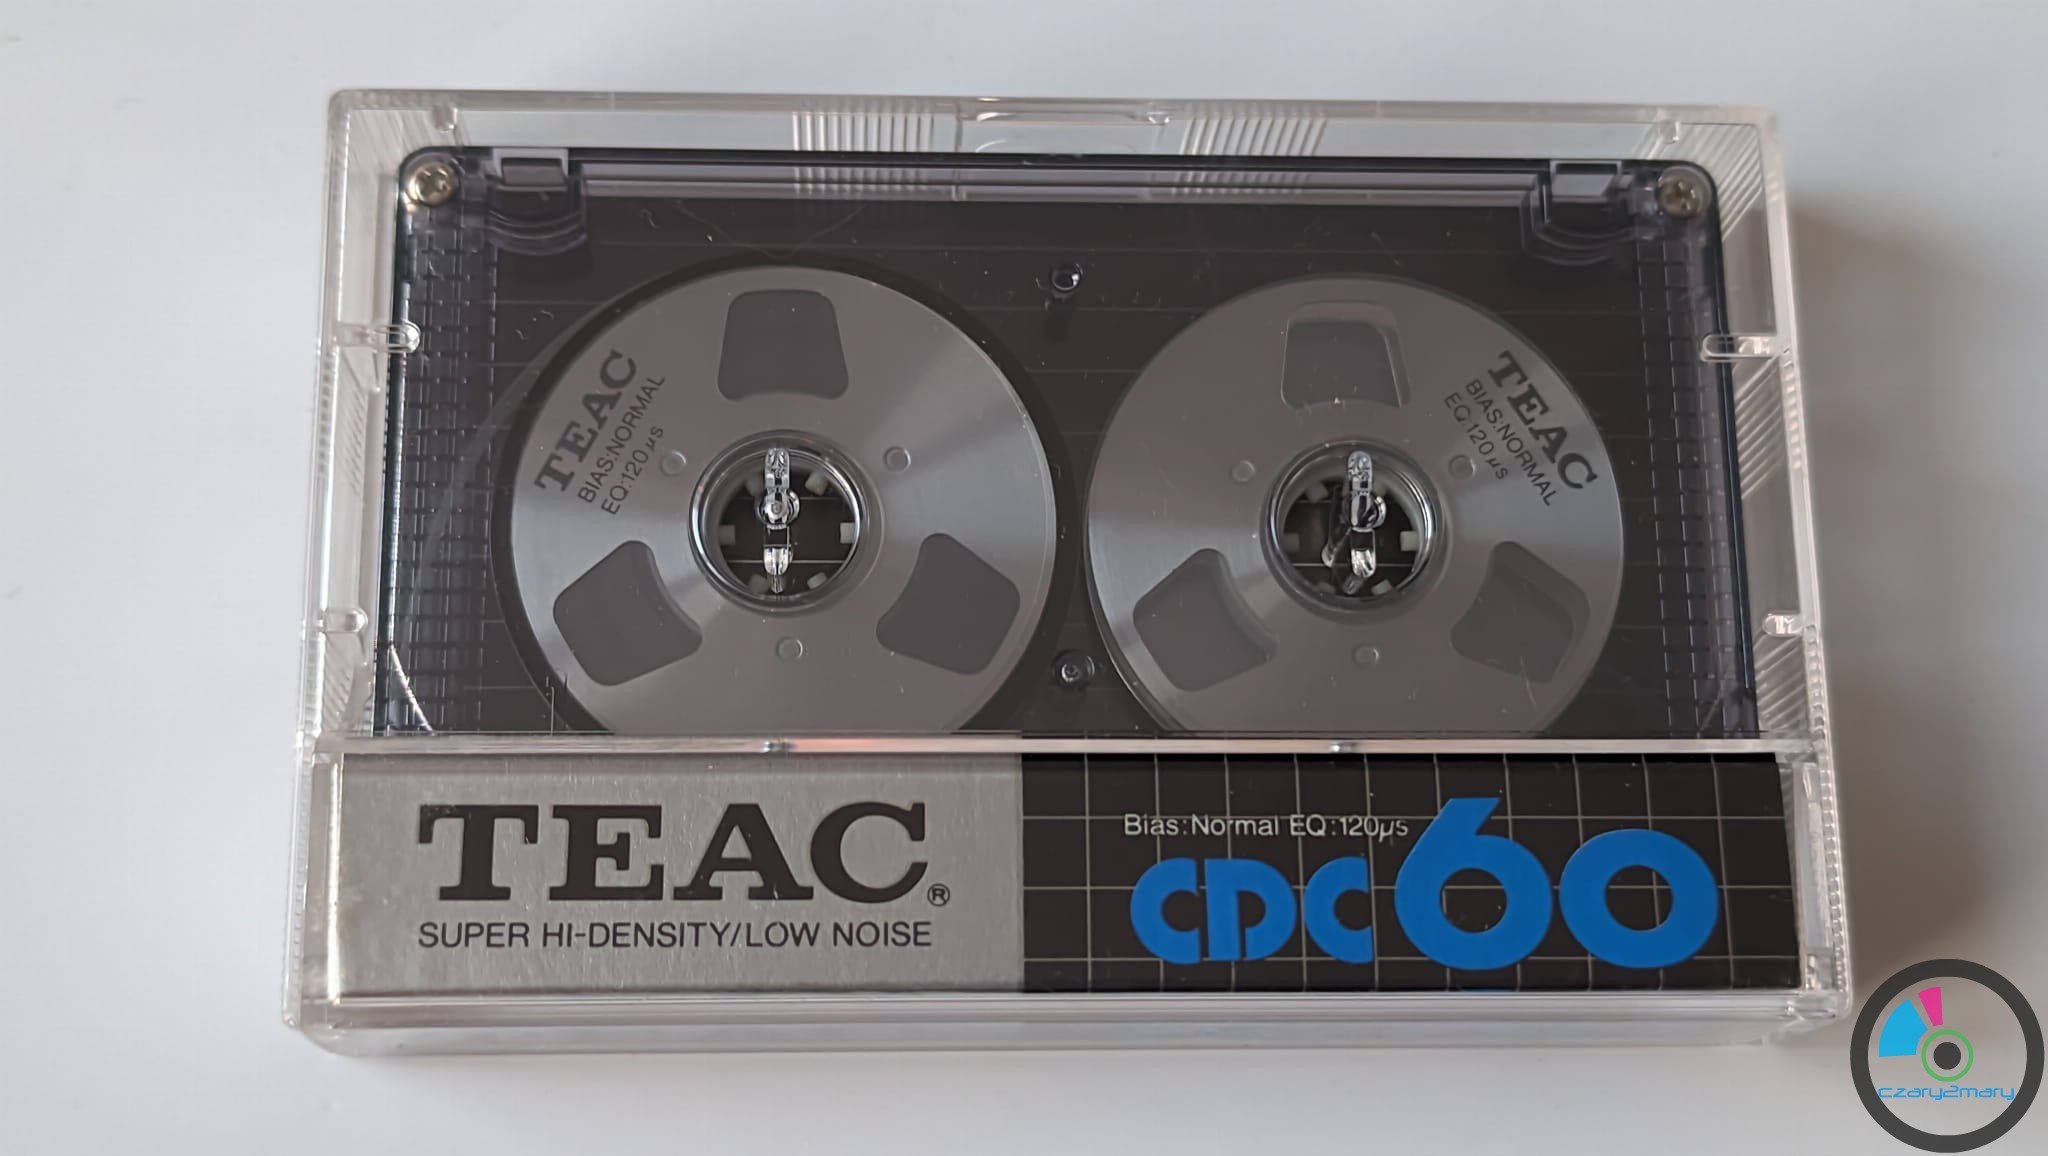 TEAC
BIAS:NORMAL
EQ:120μs
TEAC
BIAS:NORMAL
EQ:120μs
TEAC®
SUPER HI-DENSITY/LOW NOISE
Bias:Normal EQ:120μs
CDC60
czary2mary